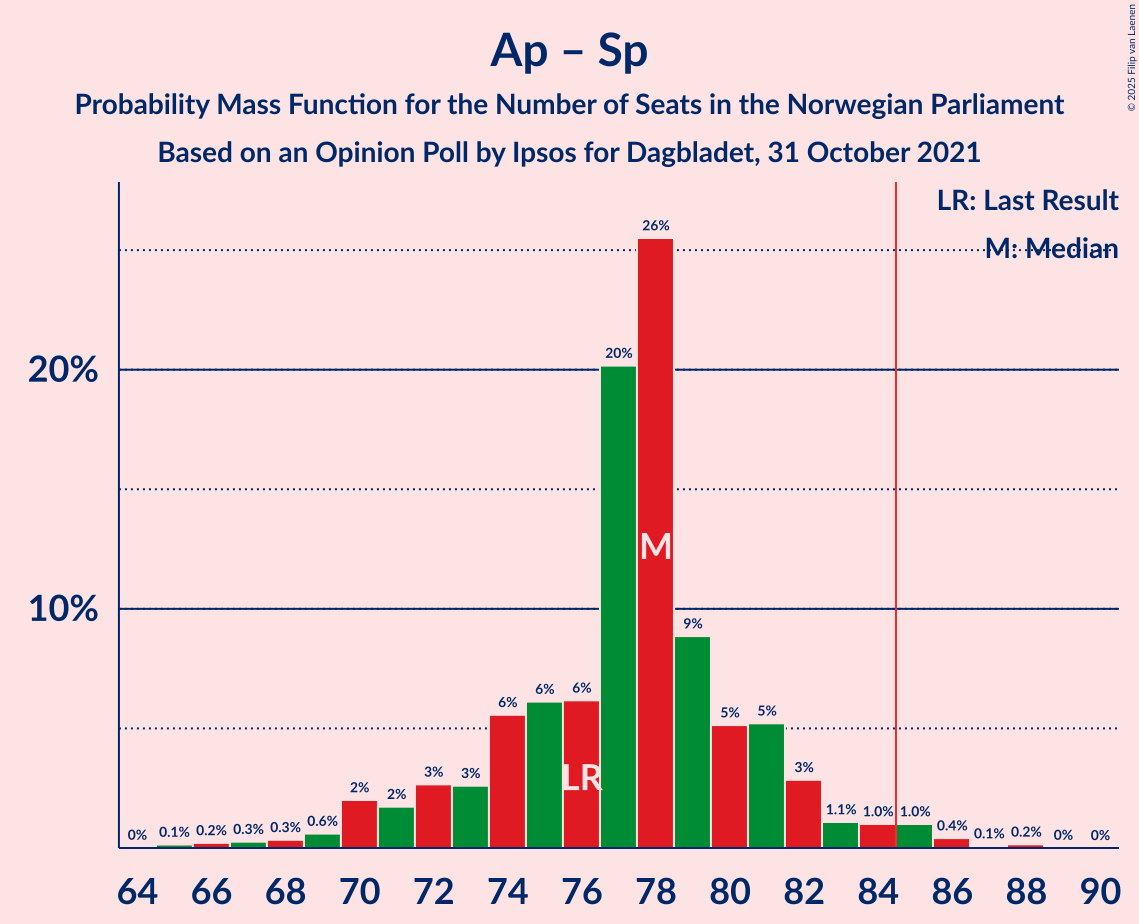 Ap – Sp
Probability Mass Function for the Number of Seats in the Norwegian Parliament
Based on an Opinion Poll by Ipsos for Dagbladet, 31 October 2021
© 2025 Filip van Laenen
LR: Last Result
M: Median
20%
10%
0% 0.1% 0.2% 0.3% 0.3% 0.6% 2% 2% 3% 3% 6% 6% 6% 20% 26% 9% 5% 5% 3% 1.1% 1.0% 1.0% 0.4% 0.1% 0.2% 0% 0%
M
LR
64 66 68 70 72 74 76 78 80 82 84 86 88 90